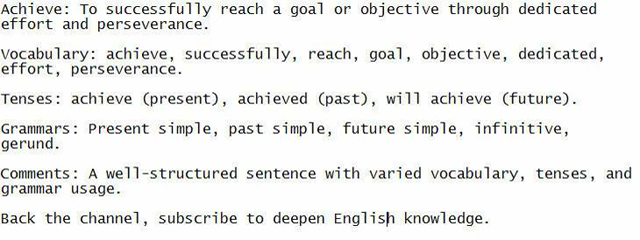 Achieve: To successfully reach a goal or objective through dedicated
effort and perseverance.
Vocabulary: achieve, successfully, reach, goal, objective, dedicated,
effort, perseverance.
Tenses: achieve (present), achieved (past), will achieve (future).
Grammars: Present simple, past simple, future simple, infinitive,
gerund.
Comments: A well-structured sentence with varied vocabulary, tenses, and
grammar usage.
Back the channel, subscribe to deepen English knowledge.